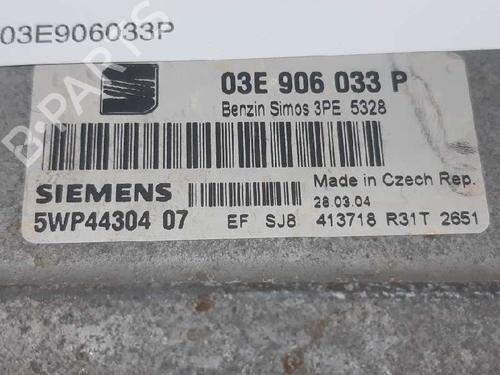 03E906033P
03E 906 033 P
Benzin Simos 3PE 5328
SIEMENS
Made in Czech Rep.
28.03.04
5WP44304 07
EF SJ8 413718 R31T 2651
B-PARTS